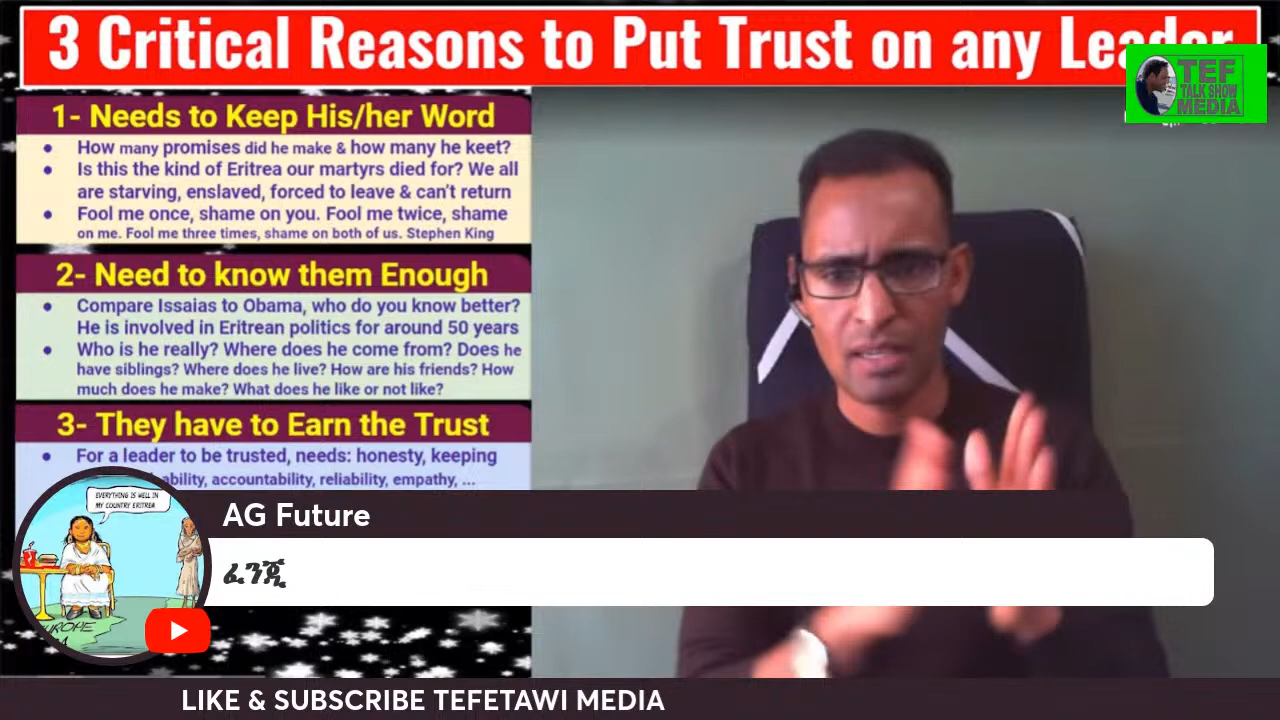 3 Critical Reasons to Put Trust on any Leader
TEF
TALK SHOW
MEDIA
1- Needs to Keep His/her Word
How many promises did he make & how many he keet?
Is this the kind of Eritrea our martyrs died for? We all
are starving, enslaved, forced to leave & can't return
Fool me once, shame on you. Fool me twice, shame
on me. Fool me three times, shame on both of us. Stephen King
2- Need to know them Enough
Compare Issaias to Obama, who do you know better?
He is involved in Eritrean politics for around 50 years
Who is he really? Where does he come from? Does he
have siblings? Where does he live? How are his friends? How
much does he make? What does he like or not like?
3- They have to Earn the Trust
For a leader to be trusted, needs: honesty, keeping
accountability, reliability, empathy, ...
EVERYTHING IS WELL IN
MY COUNTRY ERITREA
AG Future
ፈንጂ
LIKE & SUBSCRIBE TEFETAWI MEDIA